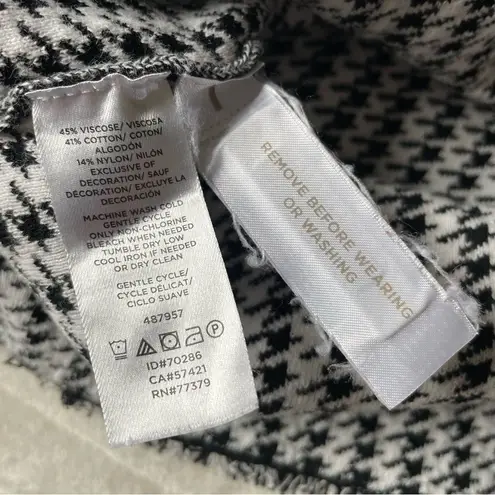 45% VISCOSE/ VISCOSA
41% COTTON/ COTON/
ALGODÓN
14% NYLON/ NILÓN
EXCLUSIVE OF
DECORATION/ SAUF
DÉCORATION/ EXCLUYE LA
DECORACIÓN
MACHINE WASH COLD
GENTLE CYCLE
ONLY NON-CHLORINE
BLEACH WHEN NEEDED
TUMBLE DRY LOW
COOL IRON IF NEEDED
OR DRY CLEAN
GENTLE CYCLE/
CYCLE DÉLICAT/
CICLO SUAVE
487957
ID#70286
CA#57421
RN#77379
REMOVE BEFORE WEARING
OR WASHING